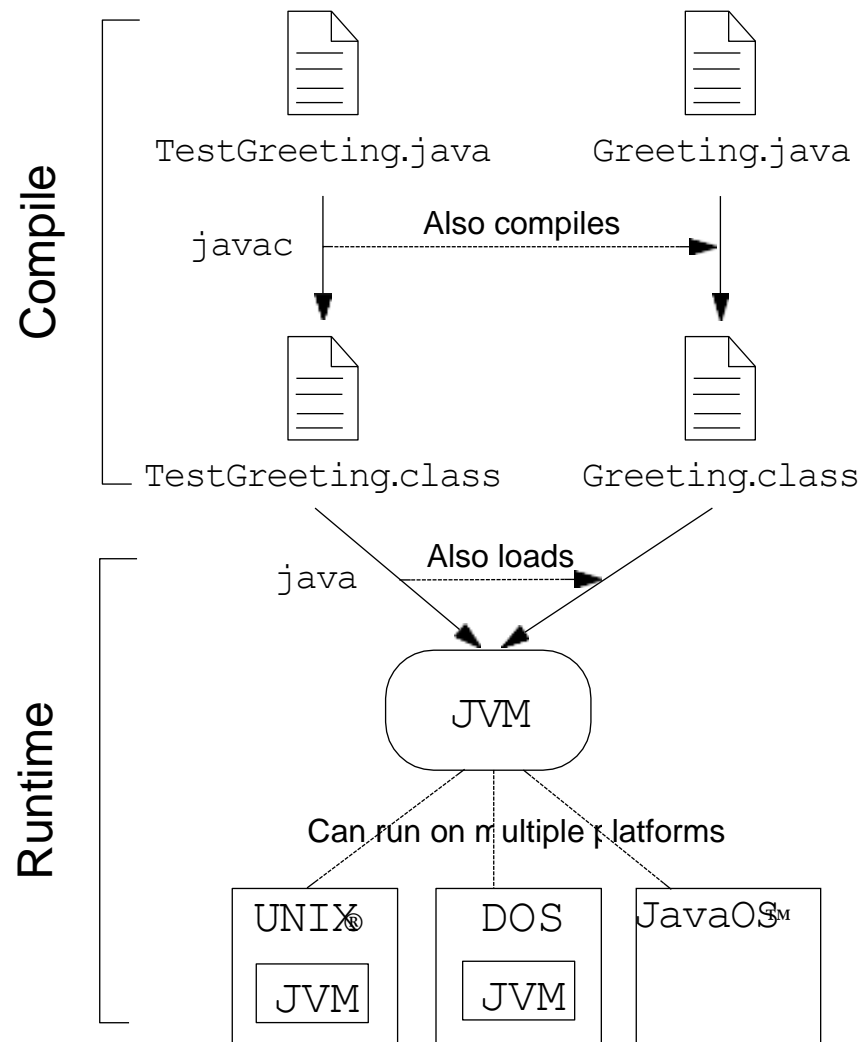 Compile
TestGreeting.java
Greeting.java
javac
Also compiles
TestGreeting.class
Greeting.class
Runtime
java
Also loads
JVM
Can run on multiple platforms
UNIX®
DOS
JavaOS™
JVM
JVM